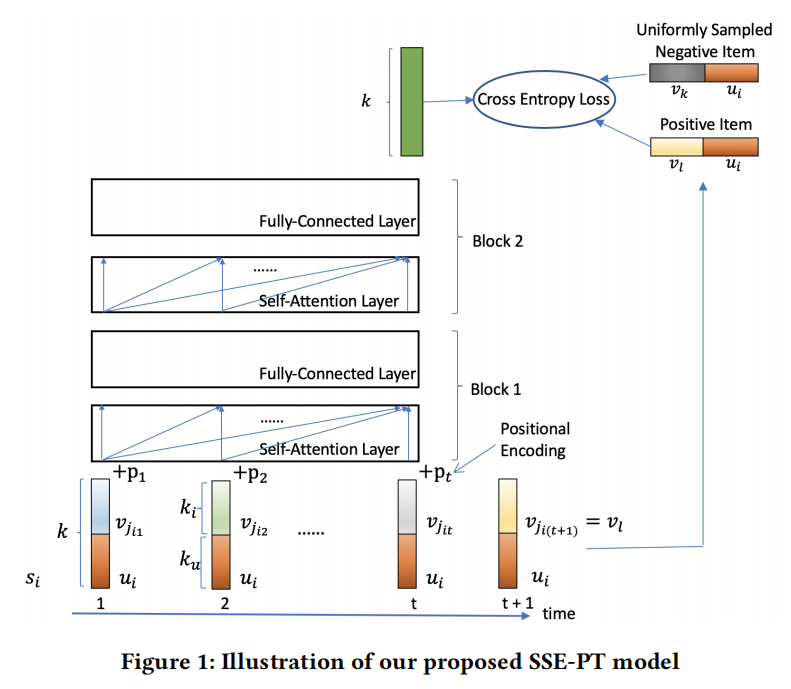 Uniformly Sampled
Negative Item
v_k u_i
k
Cross Entropy Loss
Positive Item
v_l u_i
Fully-Connected Layer
Block 2
......
Self-Attention Layer
Fully-Connected Layer
Block 1
......
Self-Attention Layer
Positional
Encoding
+p_1 +p_2 +p_t
k v_{j_{i1}} k_i v_{j_{i2}} ...... v_{j_{it}} v_{j_{i(t+1)}} = v_l
s_i u_i k_u u_i u_i u_i
1 2 t t + 1
time
Figure 1: Illustration of our proposed SSE-PT model